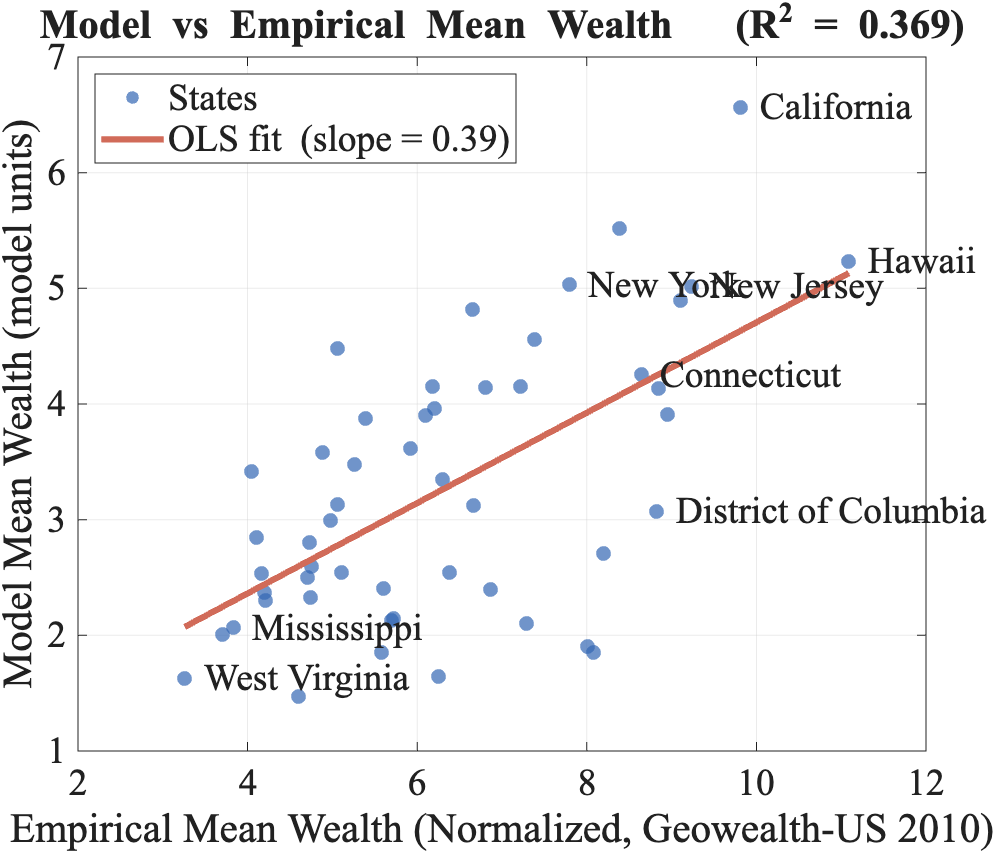 Model vs Empirical Mean Wealth (R² = 0.369)
7
States
OLS fit (slope = 0.39)
California
6
Hawaii
5
New York
New Jersey
Connecticut
4
3
District of Columbia
Mississippi
2
West Virginia
1
2 4 6 8 10 12
Model Mean Wealth (model units)
Empirical Mean Wealth (Normalized, Geowealth-US 2010)